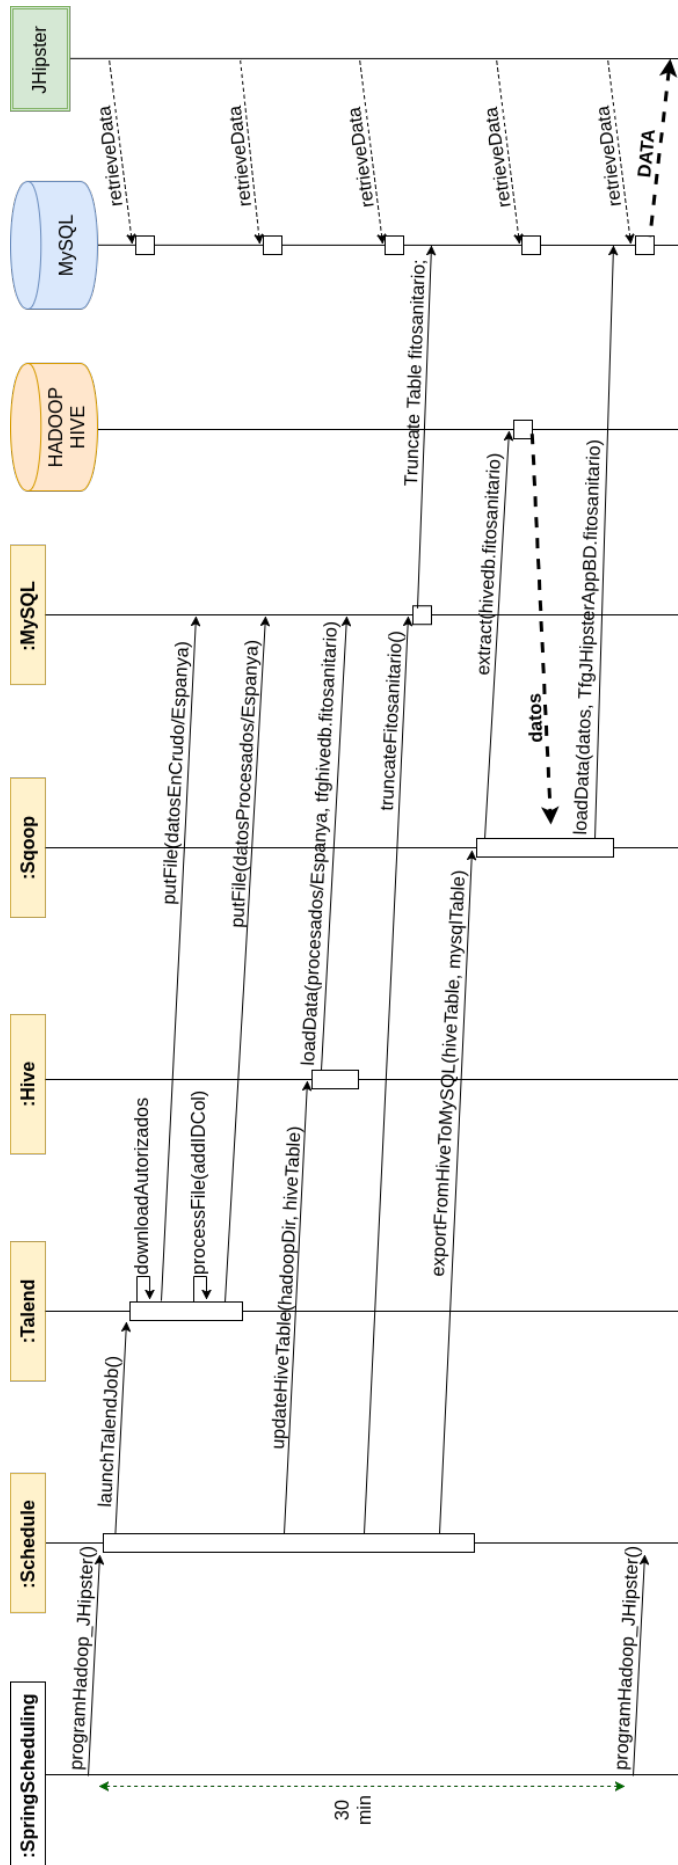 :SpringScheduling
:Schedule
:Talend
:Hive
:Sqoop
:MySQL
HADOOP
HIVE
MySQL
JHipster
programHadoop_JHipster()
launchTalendJob()
downloadAutorizados
putFile(datosEnCrudo/Espanya)
processFile(addIDCol)
putFile(datosProcesados/Espanya)
updateHiveTable(hadoopDir, hiveTable)
loadData(procesados/Espanya, tfghivedb.fitosanitario)
truncateFitosanitario()
Truncate Table fitosanitario;
exportFromHiveToMySQL(hiveTable, mysqlTable)
extract(hivedb.fitosanitario)
datos
loadData(datos, TfgJHipsterAppBD.fitosanitario)
retrieveData
retrieveData
retrieveData
retrieveData
retrieveData
DATA
30
min
programHadoop_JHipster()